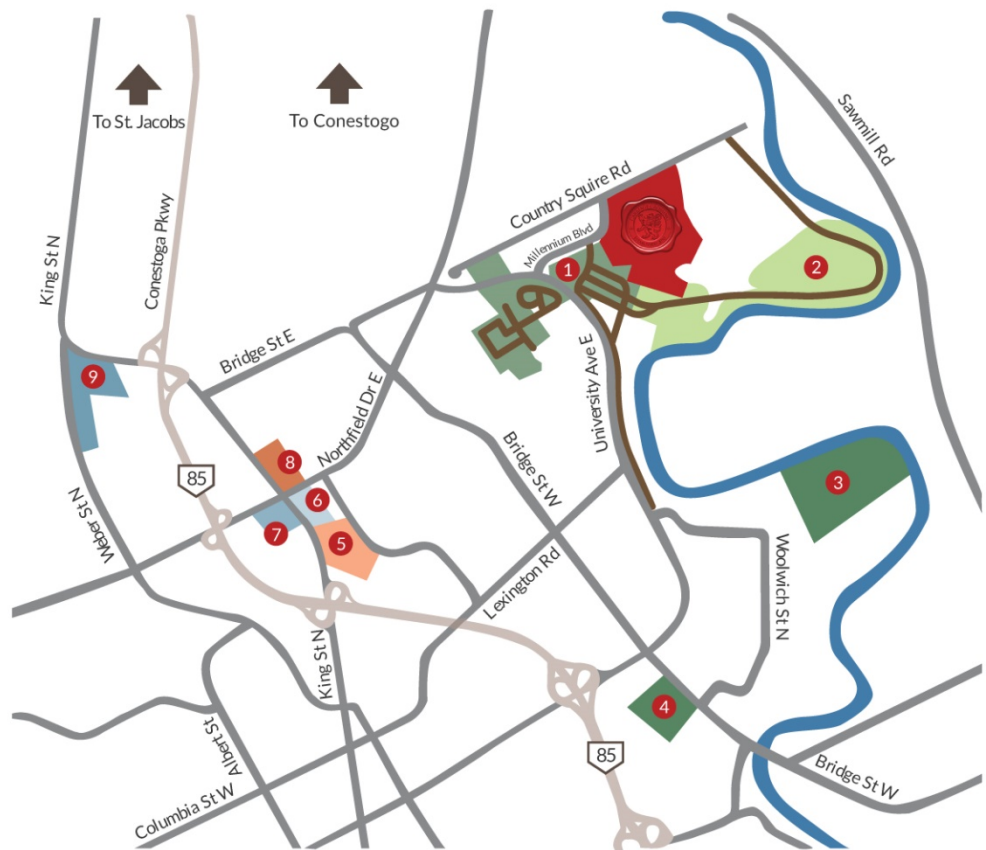 To St. Jacobs
To Conestogo
Sawmill Rd
Country Squire Rd
Millennium Blvd
King St N
Conestoga Pkwy
1
2
Bridge St E
University Ave E
Northfield Dr E
9
8
85
Bridge St W
6
3
7
5
Weber St N
Lexington Rd
Woolwich St N
King St N
4
Albert St
85
Bridge St W
Columbia St W